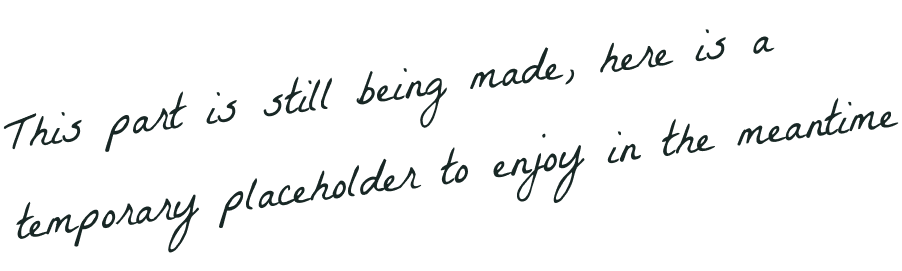 This part is still being made, here is a
temporary placeholder to enjoy in the meantime